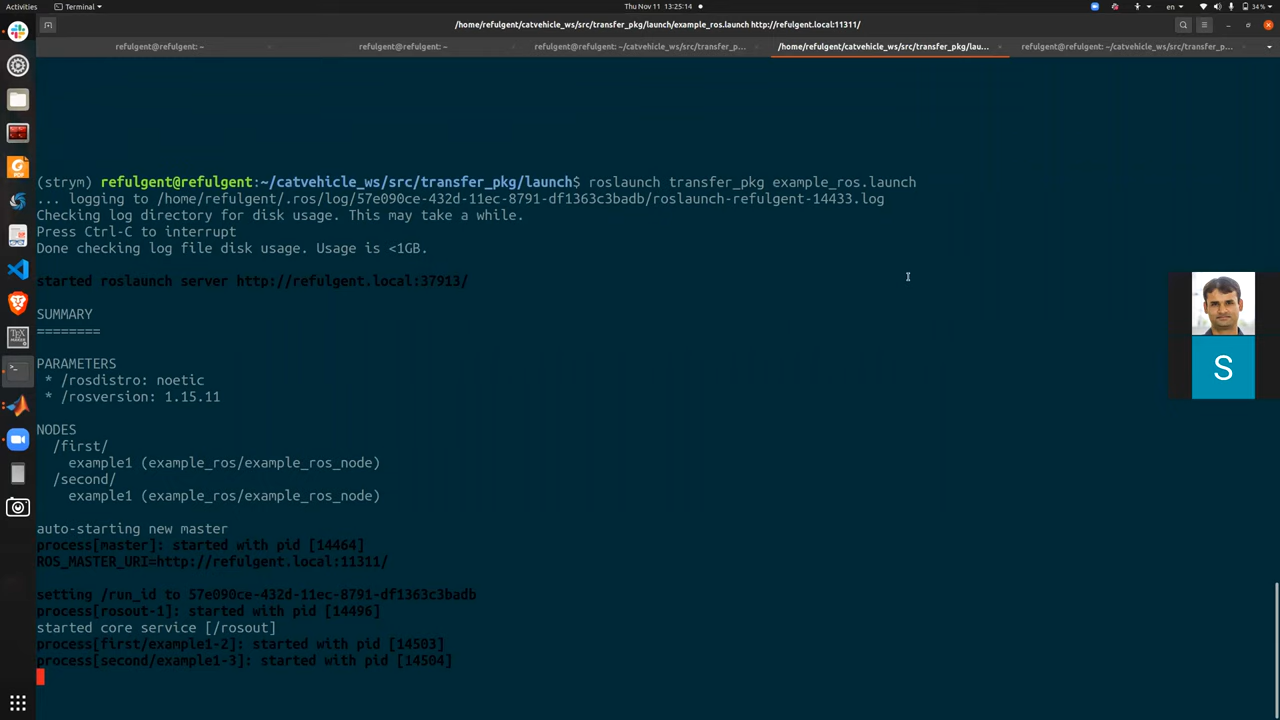 Activities
Terminal
Thu Nov 11 13:25:14
en
34 %
/home/refulgent/catvehicle_ws/src/transfer_pkg/launch/example_ros.launch http://refulgent.local:11311/
refulgent@refulgent: ~
refulgent@refulgent: ~
refulgent@refulgent: ~/catvehicle_ws/src/transfer_p...
/home/refulgent/catvehicle_ws/src/transfer_pkg/lau...
refulgent@refulgent: ~/catvehicle_ws/src/transfer_p...
(strym) refulgent@refulgent:~/catvehicle_ws/src/transfer_pkg/launch$ roslaunch transfer_pkg example_ros.launch
... logging to /home/refulgent/.ros/log/57e090ce-432d-11ec-8791-df1363c3badb/roslaunch-refulgent-14433.log
Checking log directory for disk usage. This may take a while.
Press Ctrl-C to interrupt
Done checking log file disk usage. Usage is <1GB.
started roslaunch server http://refulgent.local:37913/
SUMMARY
========
PARAMETERS
* /rosdistro: noetic
* /rosversion: 1.15.11
NODES
/first/
example1 (example_ros/example_ros_node)
/second/
example1 (example_ros/example_ros_node)
auto-starting new master
process[master]: started with pid [14464]
ROS_MASTER_URI=http://refulgent.local:11311/
setting /run_id to 57e090ce-432d-11ec-8791-df1363c3badb
process[rosout-1]: started with pid [14496]
started core service [/rosout]
process[first/example1-2]: started with pid [14503]
process[second/example1-3]: started with pid [14504]
S